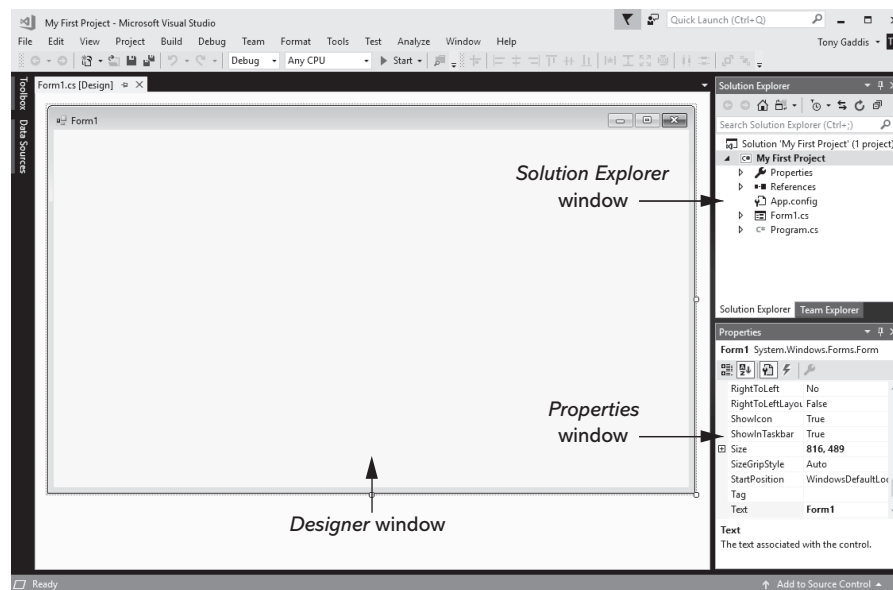 My First Project - Microsoft Visual Studio
Quick Launch (Ctrl+Q)
File Edit View Project Build Debug Team Format Tools Test Analyze Window Help
Tony Gaddis
Debug Any CPU Start
Toolbox
Data Sources
Form1.cs [Design]
Form1
Solution Explorer
window
Properties
window
Designer window
Solution Explorer
Search Solution Explorer (Ctrl+;)
Solution 'My First Project' (1 project)
C# My First Project
Properties
References
App.config
Form1.cs
C# Program.cs
Solution Explorer Team Explorer
Properties
Form1 System.Windows.Forms.Form
RightToLeft No
RightToLeftLayou False
ShowIcon True
ShowInTaskbar True
Size 816, 489
SizeGripStyle Auto
StartPosition WindowsDefaultLoc
Tag
Text Form1
Text
The text associated with the control.
Ready
Add to Source Control